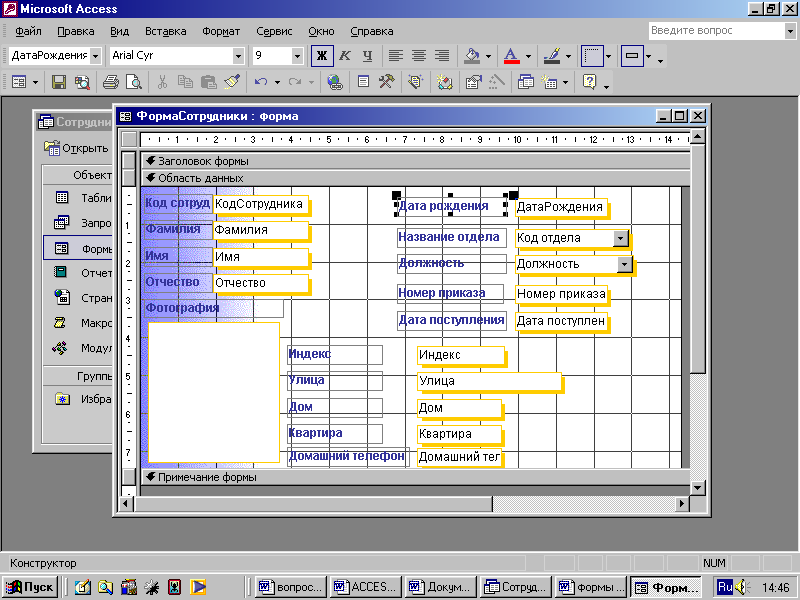 Microsoft Access
Файл Правка Вид Вставка Формат Сервис Окно Справка Введите вопрос
ДатаРождения Arial Cyr 9 Ж К Ч
Сотрудни
Открыть
Объект
Табли
Запро
Формы
Отчет
Стран
Макро
Модул
Группы
Избра
ФормаСотрудники : форма
1 2 3 4 5 6 7 8 9 10 11 12 13 14
Заголовок формы
Область данных
Код сотруд КодСотрудника Дата рождения ДатаРождения
Фамилия Фамилия Название отдела Код отдела
Имя Имя Должность Должность
Отчество Отчество Номер приказа Номер приказа
Фотография Дата поступления Дата поступлен
Индекс Индекс
Улица Улица
Дом Дом
Квартира Квартира
Домашний телефон Домашний тел
1
2
3
4
5
6
7
Примечание формы
Конструктор NUM
Пуск вопрос... ACCES... Докум... Сотруд... формы ... Форм... Ru 14:46